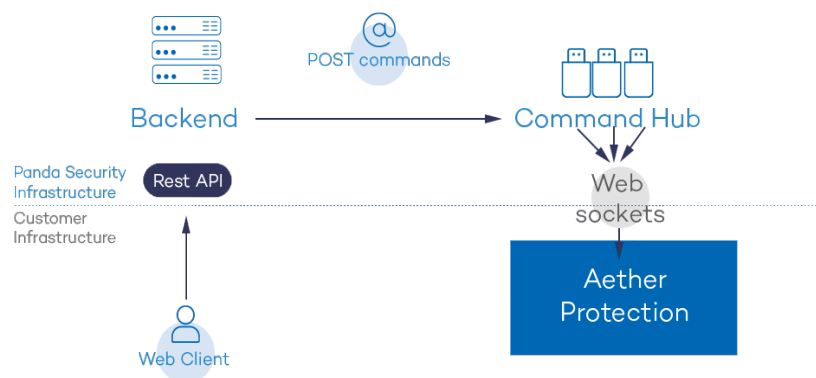 @
POST commands
Backend
Command Hub
Panda Security
Infrastructure
Rest API
Customer
Infrastructure
Web
sockets
Aether
Protection
Web Client